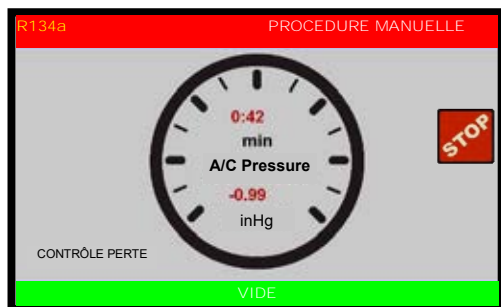 R134a PROCEDURE MANUELLE
0:42
min
A/C Pressure
STOP
-0.99
inHg
CONTRÔLE PERTE
VIDE